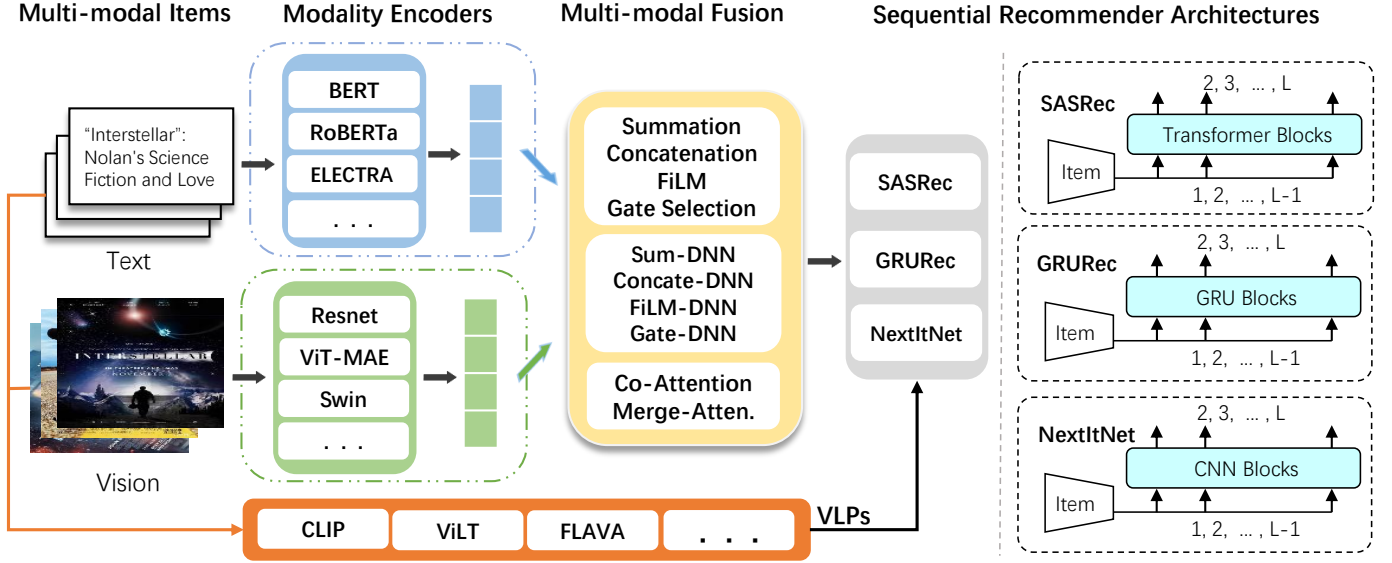 Multi-modal Items
Modality Encoders
Multi-modal Fusion
Sequential Recommender Architectures
“Interstellar”:
Nolan's Science
Fiction and Love
Text
BERT
RoBERTa
ELECTRA
. . .
INTERSTELLAR
Vision
Resnet
ViT-MAE
Swin
. . .
Summation
Concatenation
FiLM
Gate Selection
Sum-DNN
Concate-DNN
FiLM-DNN
Gate-DNN
Co-Attention
Merge-Atten.
SASRec
GRURec
NextItNet
CLIP
ViLT
FLAVA
. . .
VLPs
SASRec
2, 3, ... , L
Transformer Blocks
Item
1, 2, ... , L-1
GRURec
2, 3, ... , L
GRU Blocks
Item
1, 2, ... , L-1
NextItNet
2, 3, ... , L
CNN Blocks
Item
1, 2, ... , L-1